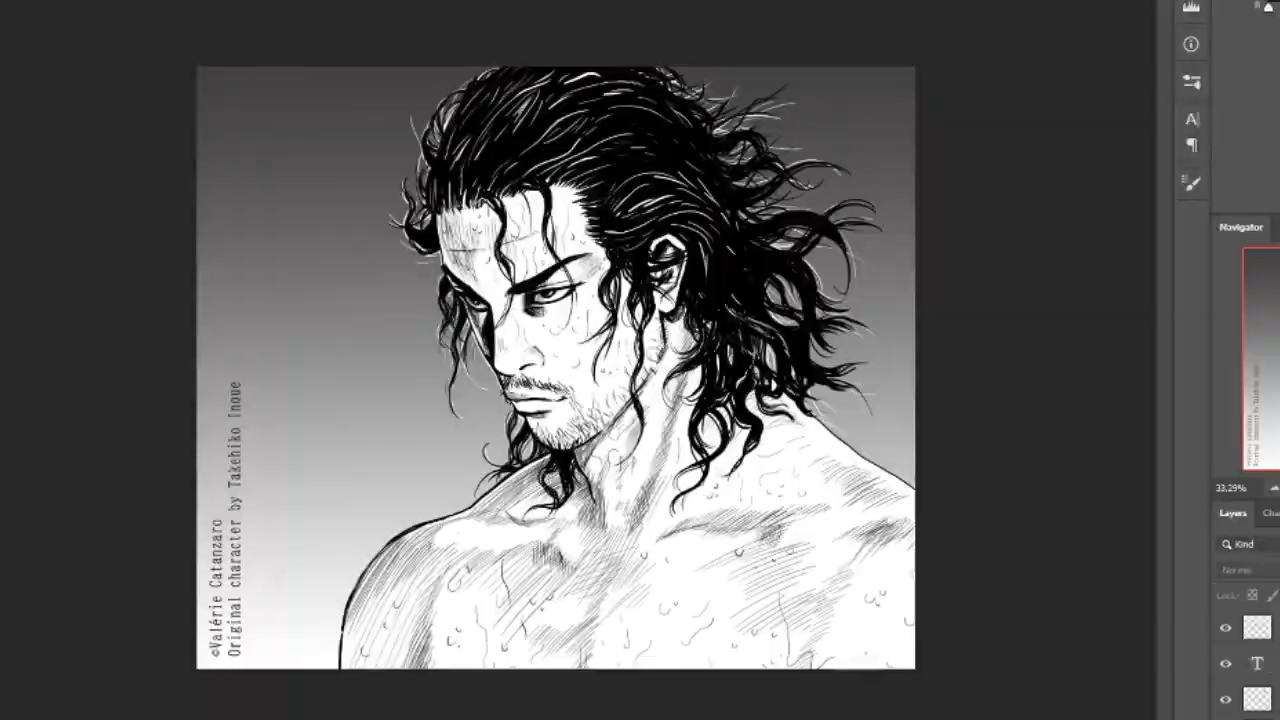 ©Valérie Catanzaro
Original character by Takehiko Inoue
A|
¶
Navigator
33.29%
Layers
Kind
T